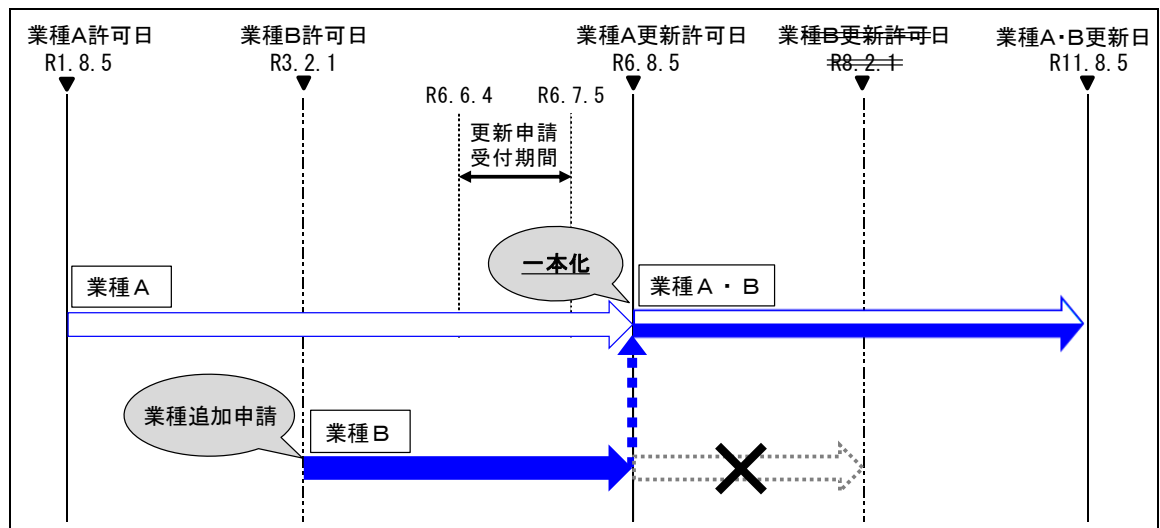 業種A許可日
R1.8.5
業種B許可日
R3.2.1
業種A更新許可日
R6.8.5
業種B更新許可日
R8.2.1
業種A・B更新日
R11.8.5
R6.6.4
R6.7.5
更新申請
受付期間
一本化
業種A
業種A・B
業種追加申請
業種B